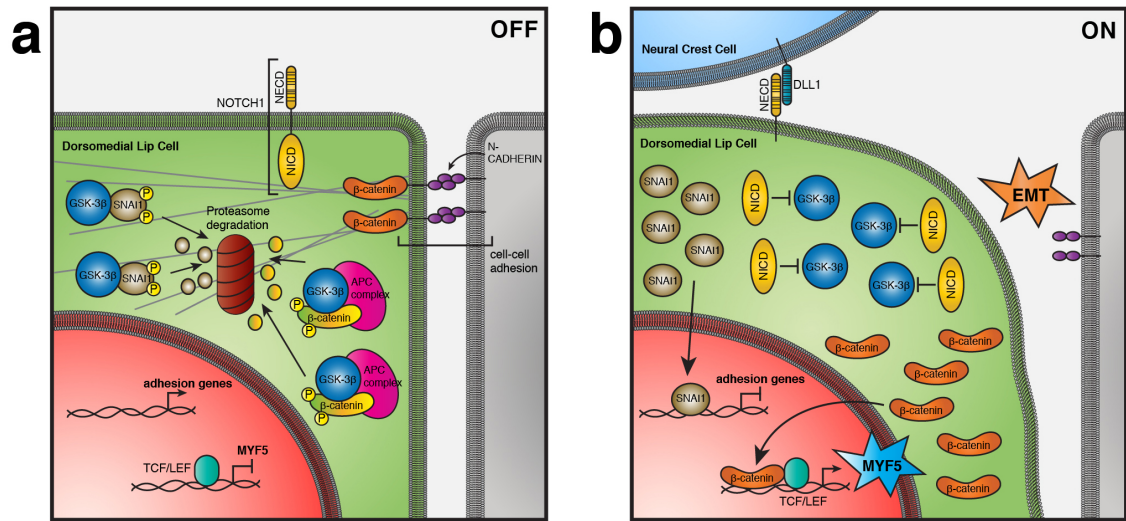 a
OFF
NOTCH1
NECD
NICD
Dorsomedial Lip Cell
N-
CADHERIN
β-catenin
β-catenin
cell-cell
adhesion
GSK-3β
SNAI1
P
P
Proteasome
degradation
GSK-3β
SNAI1
P
P
GSK-3β
APC
complex
β-catenin
P
P
GSK-3β
APC
complex
β-catenin
P
P
adhesion genes
MYF5
TCF/LEF
b
ON
Neural Crest Cell
NECD
DLL1
Dorsomedial Lip Cell
SNAI1
SNAI1
SNAI1
SNAI1
SNAI1
NICD
GSK-3β
GSK-3β
NICD
NICD
GSK-3β
GSK-3β
NICD
EMT
β-catenin
β-catenin
β-catenin
β-catenin
β-catenin
β-catenin
adhesion genes
SNAI1
MYF5
β-catenin
TCF/LEF